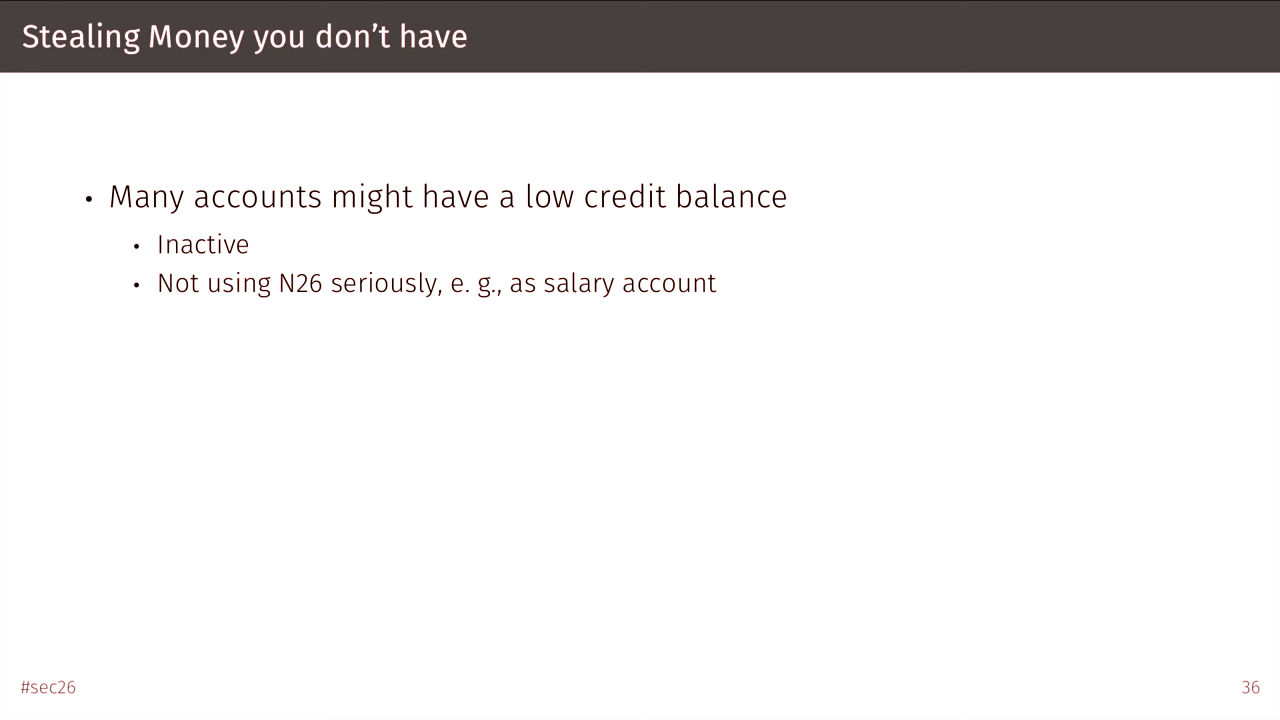 Stealing Money you don’t have
• Many accounts might have a low credit balance
• Inactive
• Not using N26 seriously, e. g., as salary account
#sec26
36